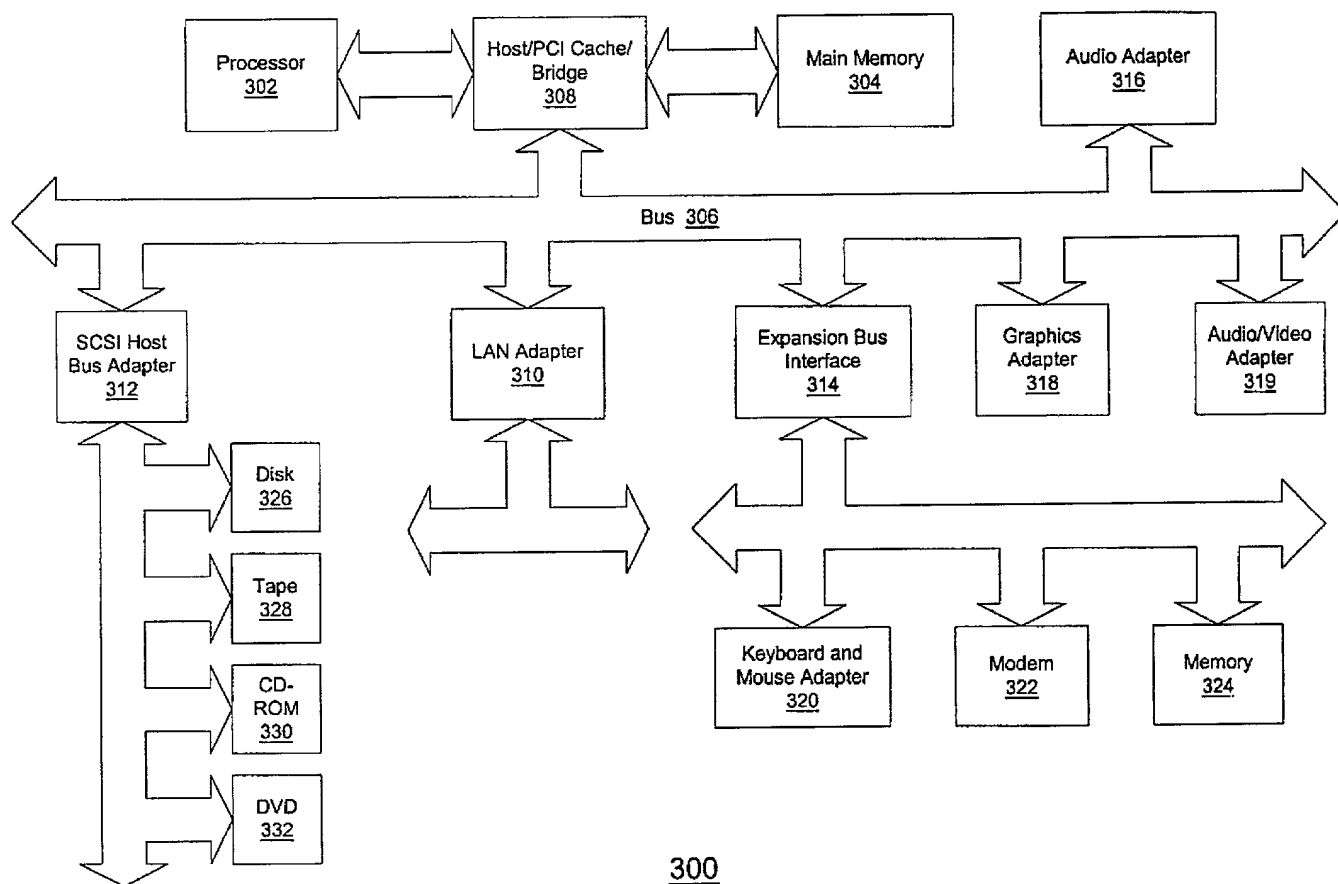 Processor
302
Host/PCI Cache/
Bridge
308
Main Memory
304
Audio Adapter
316
Bus 306
SCSI Host
Bus Adapter
312
LAN Adapter
310
Expansion Bus
Interface
314
Graphics
Adapter
318
Audio/Video
Adapter
319
Disk
326
Tape
328
CD-
ROM
330
DVD
332
Keyboard and
Mouse Adapter
320
Modem
322
Memory
324
300